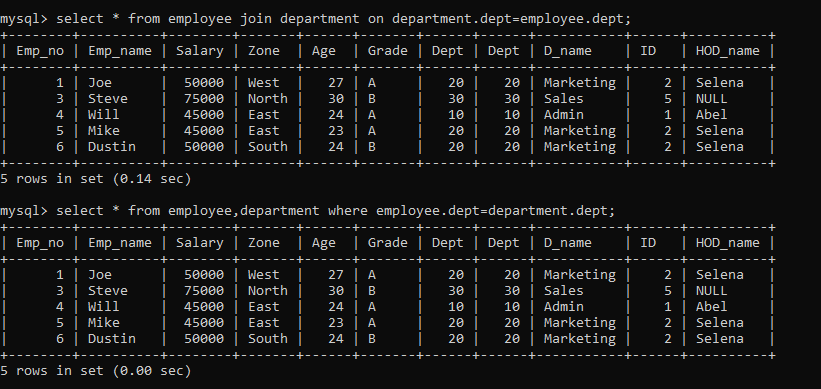 mysql> select * from employee join department on department.dept=employee.dept;
+--------+----------+--------+-------+------+-------+------+------+-----------+------+----------+
| Emp_no | Emp_name | Salary | Zone  | Age  | Grade | Dept | Dept | D_name    | ID   | HOD_name |
+--------+----------+--------+-------+------+-------+------+------+-----------+------+----------+
|      1 | Joe      |  50000 | West  |   27 | A     |   20 |   20 | Marketing |    2 | Selena   |
|      3 | Steve    |  75000 | North |   30 | B     |   30 |   30 | Sales     |    5 | NULL     |
|      4 | Will     |  45000 | East  |   24 | A     |   10 |   10 | Admin     |    1 | Abel     |
|      5 | Mike     |  45000 | East  |   23 | A     |   20 |   20 | Marketing |    2 | Selena   |
|      6 | Dustin   |  50000 | South |   24 | B     |   20 |   20 | Marketing |    2 | Selena   |
+--------+----------+--------+-------+------+-------+------+------+-----------+------+----------+
5 rows in set (0.14 sec)
mysql> select * from employee,department where employee.dept=department.dept;
+--------+----------+--------+-------+------+-------+------+------+-----------+------+----------+
| Emp_no | Emp_name | Salary | Zone  | Age  | Grade | Dept | Dept | D_name    | ID   | HOD_name |
+--------+----------+--------+-------+------+-------+------+------+-----------+------+----------+
|      1 | Joe      |  50000 | West  |   27 | A     |   20 |   20 | Marketing |    2 | Selena   |
|      3 | Steve    |  75000 | North |   30 | B     |   30 |   30 | Sales     |    5 | NULL     |
|      4 | Will     |  45000 | East  |   24 | A     |   10 |   10 | Admin     |    1 | Abel     |
|      5 | Mike     |  45000 | East  |   23 | A     |   20 |   20 | Marketing |    2 | Selena   |
|      6 | Dustin   |  50000 | South |   24 | B     |   20 |   20 | Marketing |    2 | Selena   |
+--------+----------+--------+-------+------+-------+------+------+-----------+------+----------+
5 rows in set (0.00 sec)